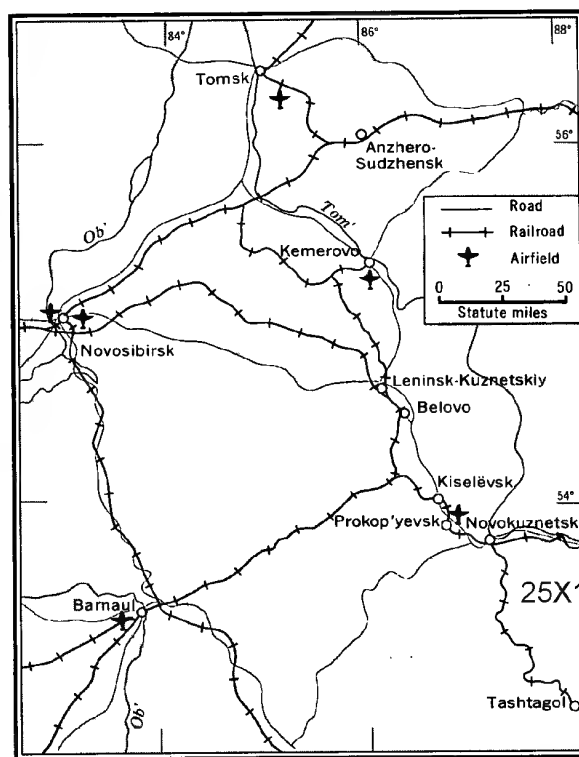 84°
86°
88°
Tomsk
Anzhero-
Sudzhensk
56°
Ob'
Tom'
Road
Railroad
Airfield
0 25 50
Statute miles
Kemerovo
Novosibirsk
Leninsk-Kuznetskiy
Belovo
Kiselëvsk
54°
Prokop'yevsk
Novokuznetsk
25X1
Barnaul
Ob'
Tashtagol